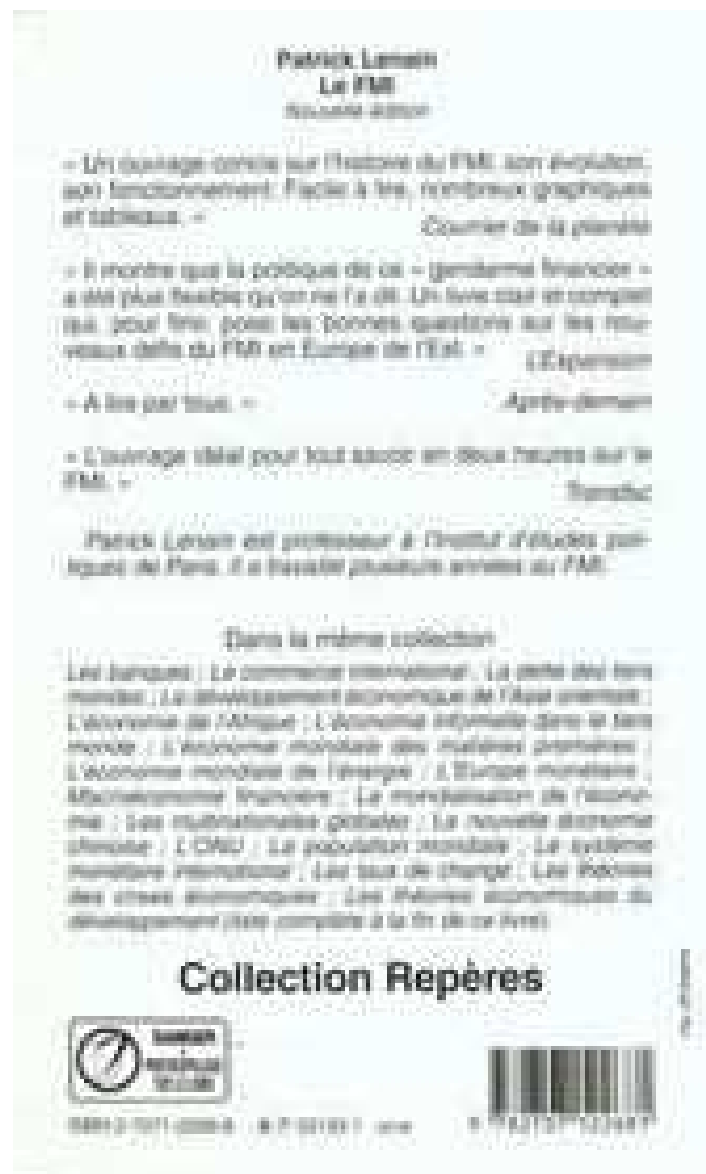 Patrick Lenain
Le FMI
Nouvelle édition
« Un ouvrage concis sur l'histoire du FMI, son évolution,
son fonctionnement. Facile à lire, nombreux graphiques
et tableaux. »
Courrier de la planète
« Il montre que la politique de ce « gendarme financier »
a été plus flexible qu'on ne l'a dit. Un livre clair et complet
qui, pour finir, pose les bonnes questions sur les nou-
veaux défis du FMI en Europe de l'Est. »
L'Expansion
« A lire par tous. »
Après-demain
« L'ouvrage idéal pour tout savoir en deux heures sur le
FMI. »
Patrick Lenain est professeur à l'Institut d'études poli-
tiques de Paris. Il a travaillé plusieurs années au FMI.
Dans la même collection
Les banques ; Le commerce international ; La dette des tiers
mondes ; Le développement économique de l'Asie orientale ;
L'économie de l'Afrique ; L'économie informelle dans le tiers
monde ; L'économie mondiale des matières premières ;
L'économie mondiale de l'énergie ; L'Europe monétaire ;
Macroéconomie financière ; La mondialisation de l'écono-
mie ; Les multinationales globales ; La nouvelle économie
chinoise ; L'ONU ; La population mondiale ; Le système
monétaire international ; Les taux de change ; Les théories
des crises économiques ; Les théories économiques du
développement (liste complète à la fin de ce livre).
Collection Repères
DANGER